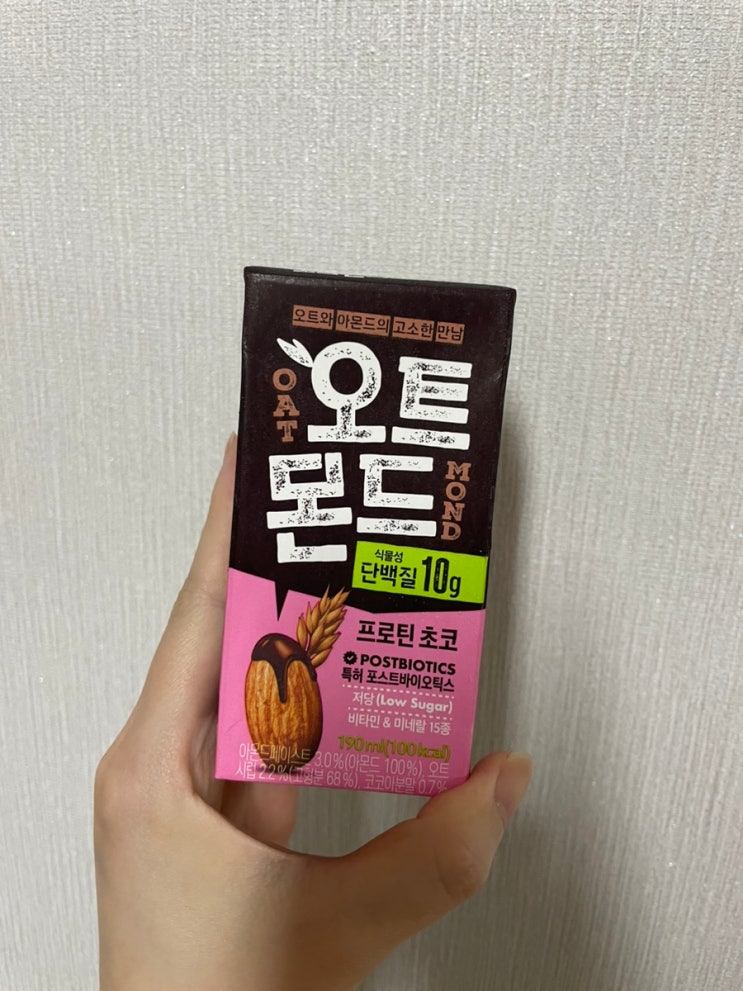 오트와 아몬드의 고소한 만남
OAT
오트
몬드
MOND
식물성
단백질 10g
프로틴 초코
POSTBIOTICS
특허 포스트바이오틱스
저당 (Low Sugar)
비타민 & 미네랄 15종
190ml(100kcal)
아몬드페이스트 3.0%(아몬드 100%), 오트
시럽 2.2%(고형분 68%), 코코아분말 0.7%